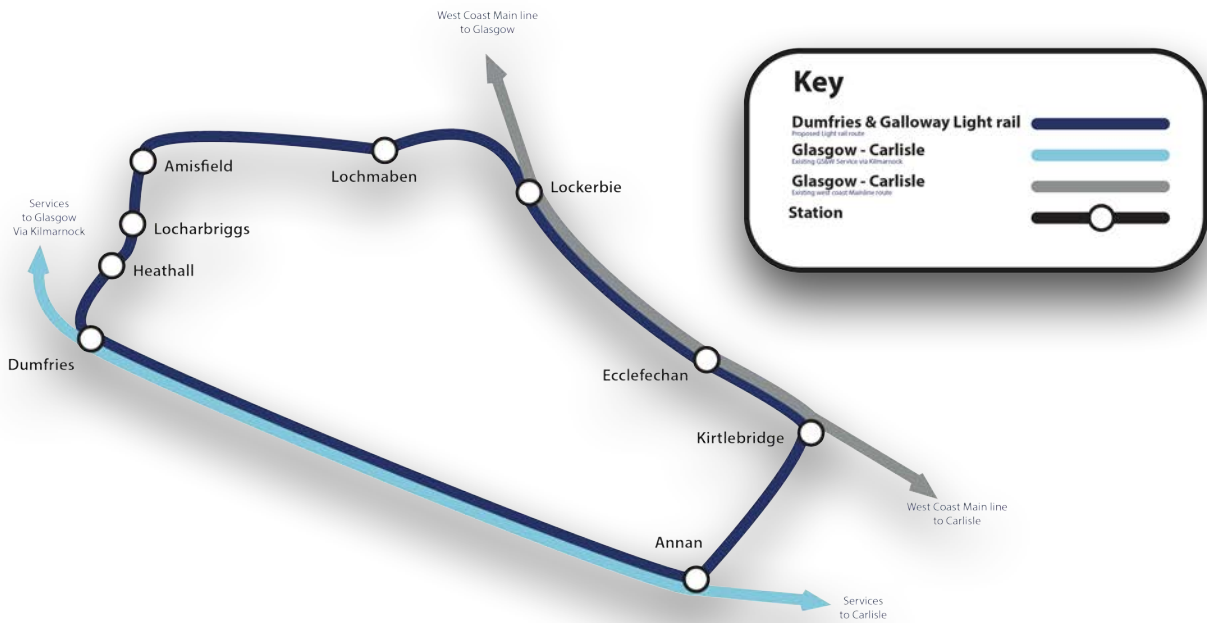 West Coast Main line
to Glasgow
Key
Dumfries & Galloway Light rail
Proposed Light rail route
Glasgow - Carlisle
Existing GS&W Service via Kilmarnock
Glasgow - Carlisle
Existing west coast Mainline route
Station
Amisfield
Lochmaben
Lockerbie
Services
to Glasgow
Via Kilmarnock
Locharbriggs
Heathall
Dumfries
Ecclefechan
Kirtlebridge
West Coast Main line
to Carlisle
Annan
Services
to Carlisle